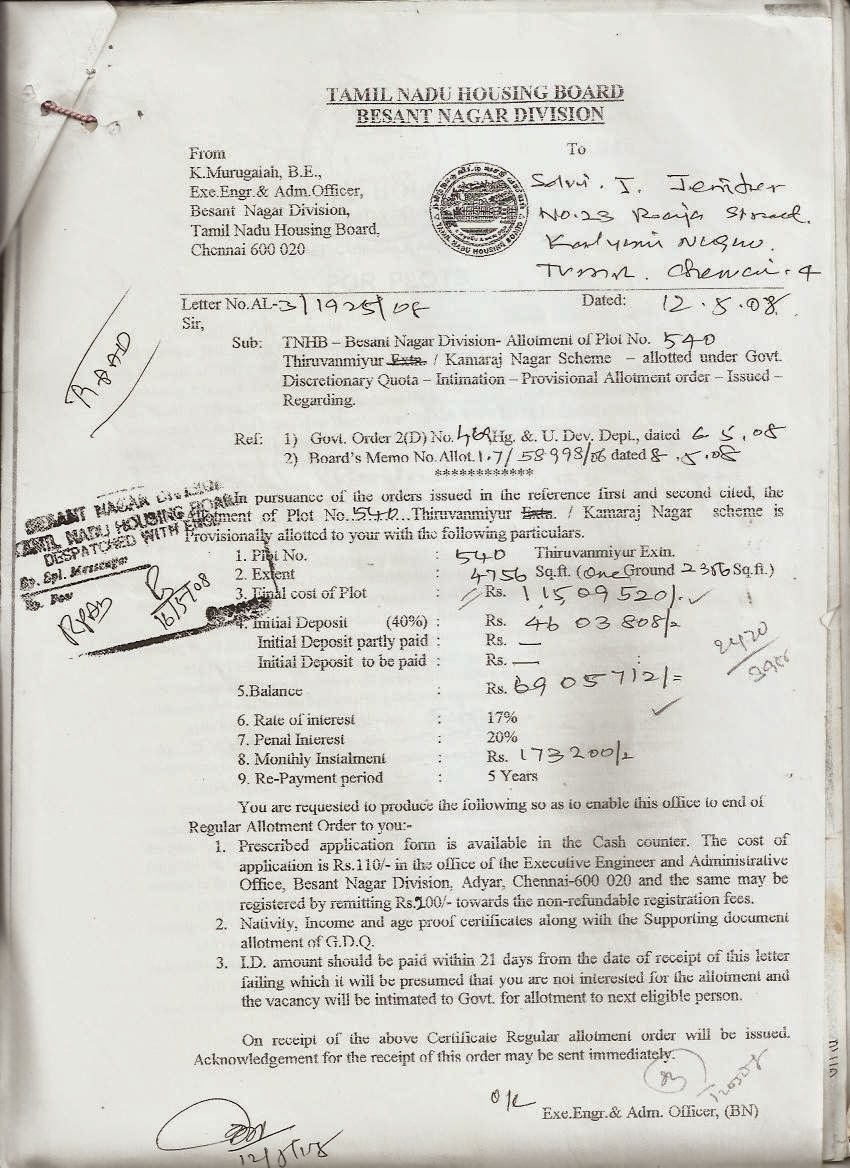 TAMIL NADU HOUSING BOARD
BESANT NAGAR DIVISION
From
K.Murugaiah, B.E.,
Exe.Engr.& Adm.Officer,
Besant Nagar Division,
Tamil Nadu Housing Board,
Chennai 600 020
To
Selvi. J. Jenifer
No.23 Raaja Street
Nagar.
Chennai. 4
TAMIL NADU HOUSING BOARD
Letter No.AL-3/1925/08
Dated: 12.5.08
Sir,
RPAD
Sub: TNHB – Besant Nagar Division- Allotment of Plot No. 540
Thiruvanmiyur Extn. / Kamaraj Nagar Scheme – allotted under Govt.
Discretionary Quota – Intimation – Provisional Allotment order – Issued –
Regarding.
Ref: 1) Govt. Order 2(D) No. 469 Hg. &. U. Dev. Dept., dated 6.5.08
2) Board's Memo No. Allot.1.7/58998/06 dated 8.5.08
*************
In pursuance of the orders issued in the reference first and second cited, the
Allotment of Plot No..540...Thiruvanmiyur Extn. / Kamaraj Nagar scheme is
Provisionally allotted to your with the following particulars.
BESANT NAGAR DIVISION
TAMIL NADU HOUSING BOARD
DESPATCHED WITH
By. Spl. Messenger
RPAD
16/5/08
1. Plot No. : 540 Thiruvanmiyur Extn.
2. Extent : 4756 Sq.ft. (One Ground 2356 Sq.ft.)
3. Final cost of Plot : Rs. 11509520/-
4. Initial Deposit (40%) : Rs. 4603808/-
Initial Deposit partly paid : Rs. —
Initial Deposit to be paid : Rs. — :
2420
5.Balance : Rs. 6905712/=
6. Rate of interest : 17%
7. Penal Interest : 20%
8. Monthly Instalment : Rs. 173200/-
9. Re-Payment period : 5 Years
You are requested to produce the following so as to enable this office to end of
Regular Allotment Order to you:-
1. Prescribed application form is available in the Cash counter. The cost of
application is Rs.110/- in the office of the Executive Engineer and Administrative
Office, Besant Nagar Division, Adyar, Chennai-600 020 and the same may be
registered by remitting Rs.200/- towards the non-refundable registration fees.
2. Nativity, Income and age proof certificates along with the Supporting document
allotment of G.D.Q.
3. I.D. amount should be paid within 21 days from the date of receipt of this letter
failing which it will be presumed that you are not interested for the allotment and
the vacancy will be intimated to Govt. for allotment to next eligible person.
On receipt of the above Certificate Regular allotment order will be issued.
Acknowledgement for the receipt of this order may be sent immediately.
o/c
Exe.Engr.& Adm. Officer, (BN)
12/5/08